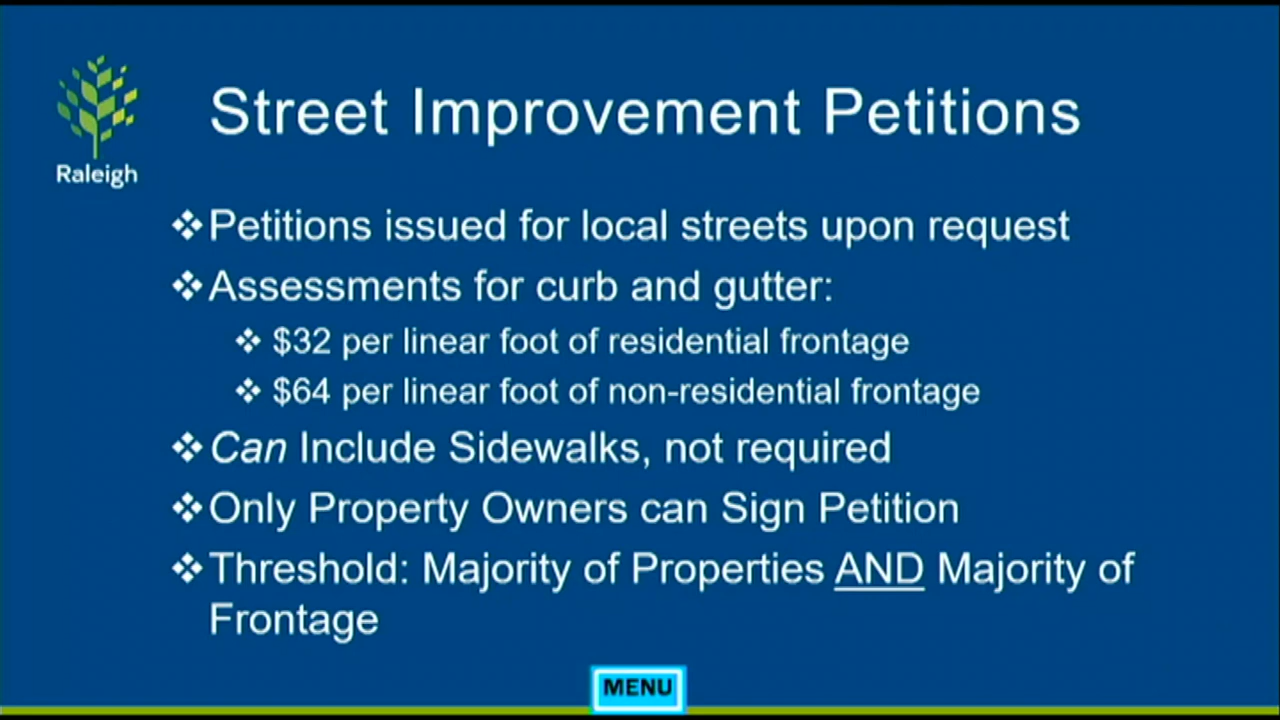 Raleigh
Street Improvement Petitions
❖Petitions issued for local streets upon request
❖Assessments for curb and gutter:
❖ $32 per linear foot of residential frontage
❖ $64 per linear foot of non-residential frontage
❖Can Include Sidewalks, not required
❖Only Property Owners can Sign Petition
❖Threshold: Majority of Properties AND Majority of
Frontage
MENU